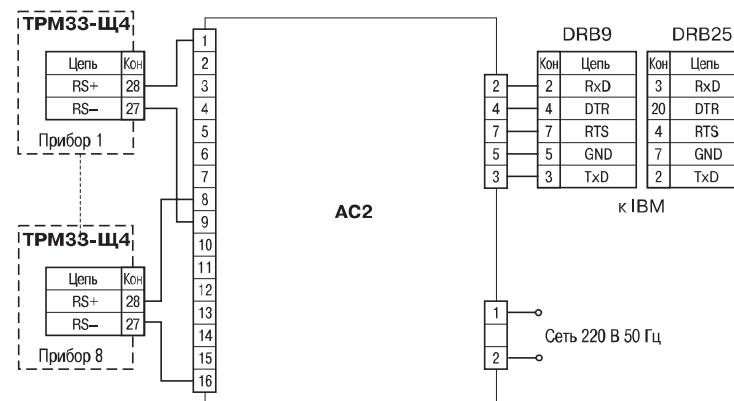 ТРМ33-Щ4
Цепь Кон
RS+ 28
RS– 27
Прибор 1
ТРМ33-Щ4
Цепь Кон
RS+ 28
RS– 27
Прибор 8
1
2
3
4
5
6
7
8
9
10
11
12
13
14
15
16
АС2
2
4
7
5
3
DRB9
Кон Цепь
2 RxD
4 DTR
7 RTS
5 GND
3 TxD
DRB25
Кон Цепь
3 RxD
20 DTR
4 RTS
7 GND
2 TxD
к IBM
1
2
Сеть 220 В 50 Гц